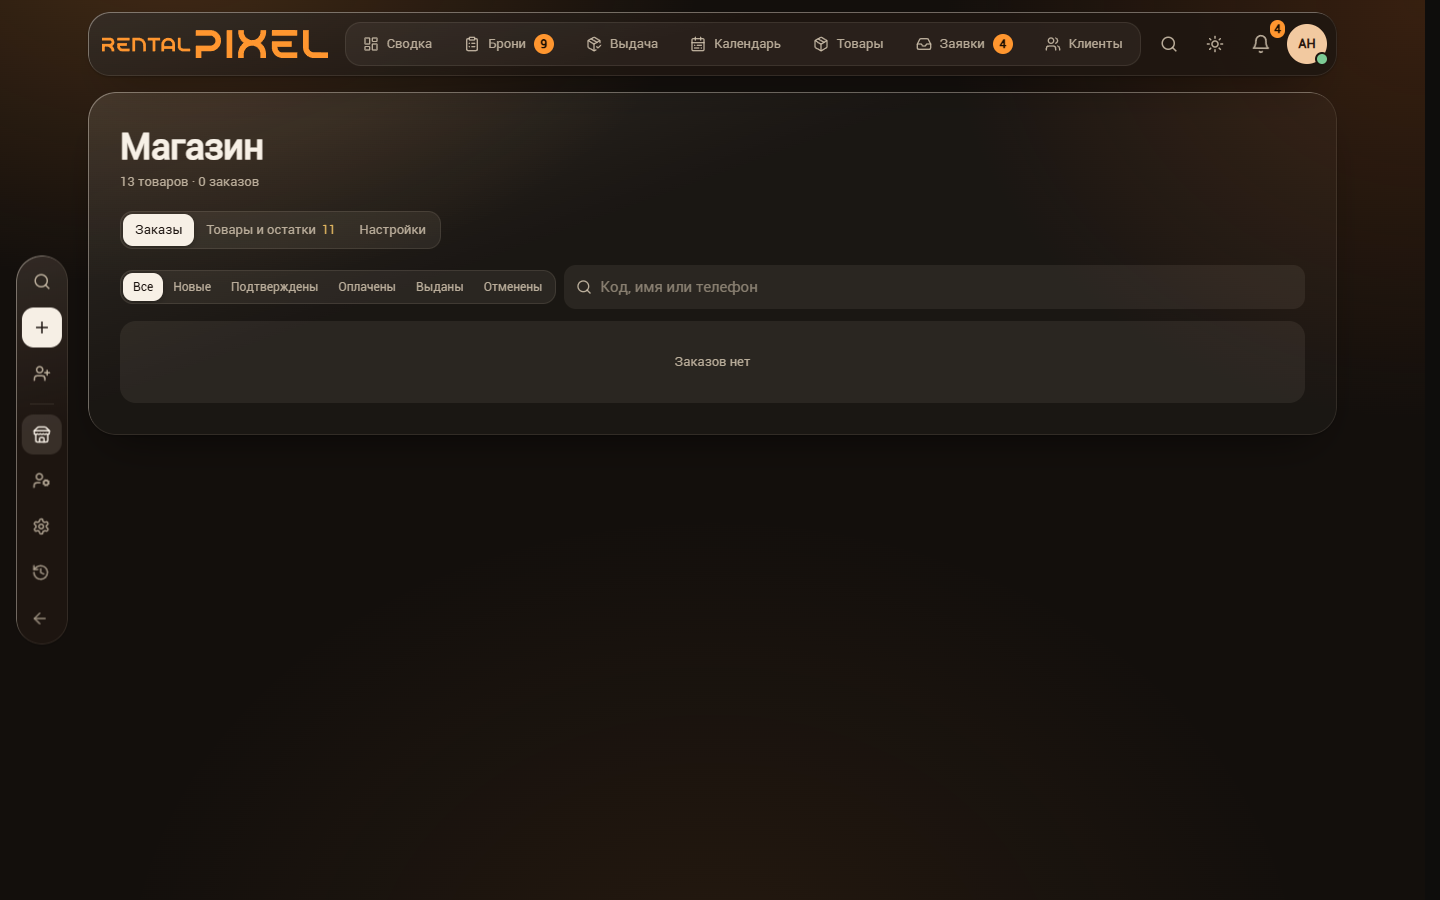 RENTAL PIXEL
Сводка
Брони 9
Выдача
Календарь
Товары
Заявки 4
Клиенты
4
АН
Магазин
13 товаров · 0 заказов
Заказы
Товары и остатки 11
Настройки
Все
Новые
Подтверждены
Оплачены
Выданы
Отменены
Код, имя или телефон
Заказов нет